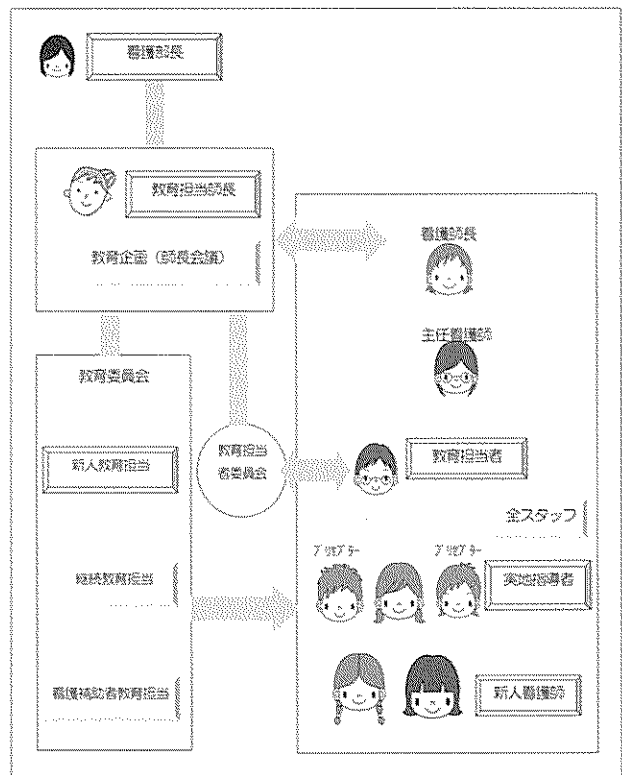 看護部長
教育担当師長
教育企画（師長会議）
看護師長
主任看護師
教育委員会
新人教育担当
教育担当
者委員会
教育担当者
全スタッフ
プリセプター
プリセプター
継続教育担当
実地指導者
看護補助者教育担当
新人看護師